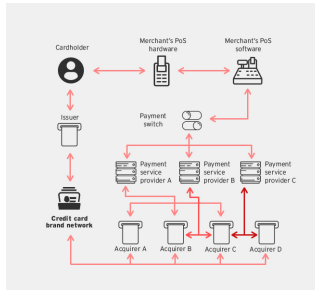 Cardholder
Merchant's PoS
hardware
Merchant's PoS
software
Issuer
Payment
switch
Payment
service
provider A
Payment
service
provider B
Payment
service
provider C
Credit card
brand network
Acquirer A
Acquirer B
Acquirer C
Acquirer D